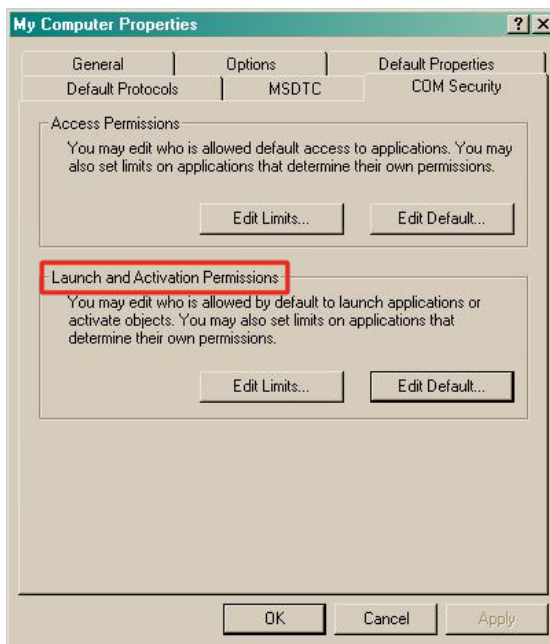 My Computer Properties
General Options Default Properties
Default Protocols MSDTC COM Security
Access Permissions
You may edit who is allowed default access to applications. You may
also set limits on applications that determine their own permissions.
Edit Limits... Edit Default...
Launch and Activation Permissions
You may edit who is allowed by default to launch applications or
activate objects. You may also set limits on applications that
determine their own permissions.
Edit Limits... Edit Default...
OK Cancel Apply